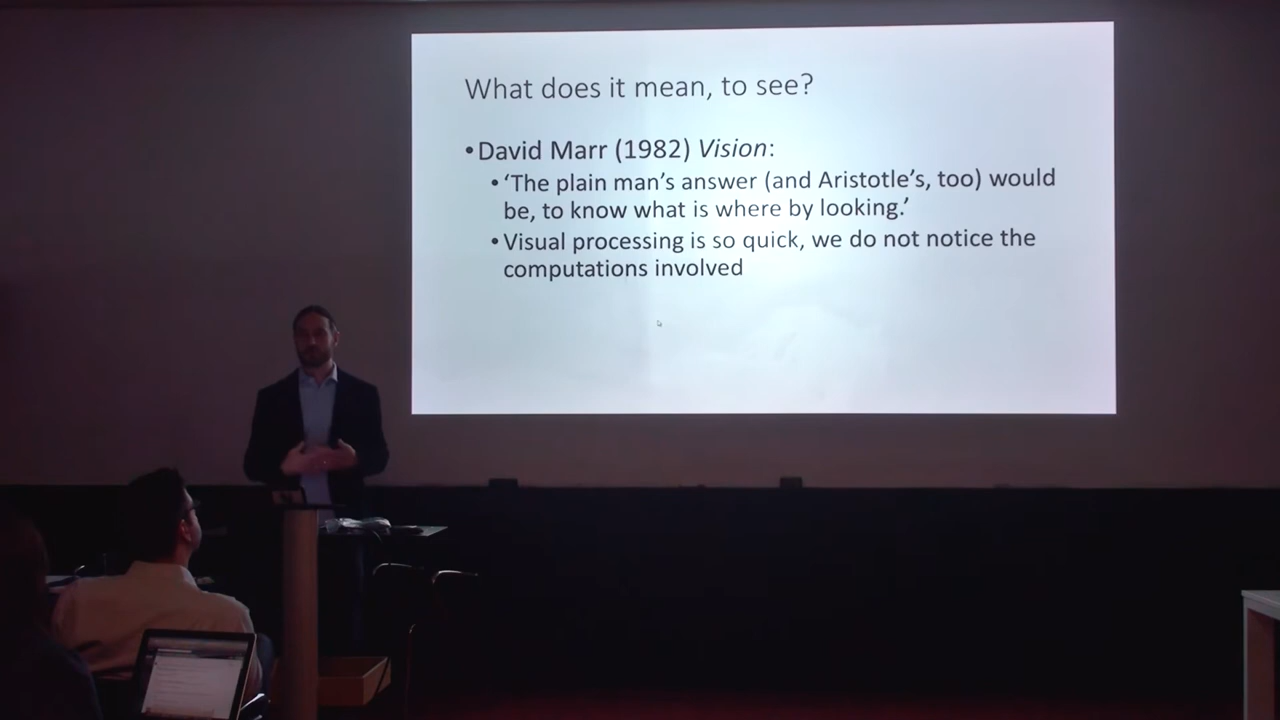 What does it mean, to see?
•David Marr (1982) Vision:
•‘The plain man’s answer (and Aristotle’s, too) would
be, to know what is where by looking.’
•Visual processing is so quick, we do not notice the
computations involved